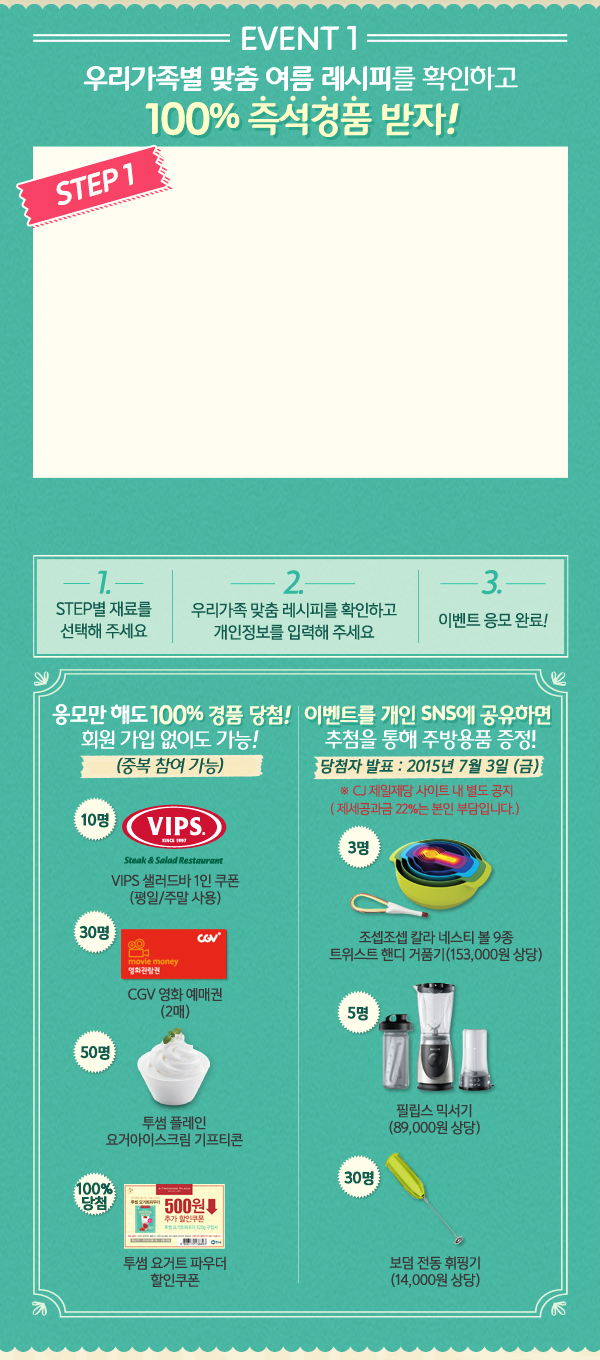 EVENT 1
우리가족별 맞춤 여름 레시피를 확인하고
100% 즉석경품 받자!
STEP 1
1.
STEP별 재료를
선택해 주세요
2.
우리가족 맞춤 레시피를 확인하고
개인정보를 입력해 주세요
3.
이벤트 응모 완료!
응모만 해도 100% 경품 당첨!
회원 가입 없이도 가능!
(중복 참여 가능)
10명
VIPS.
SINCE 1997
Steak & Salad Restaurant
VIPS 샐러드바 1인 쿠폰
(평일/주말 사용)
30명
CGV
movie money
영화관람권
CGV 영화 예매권
(2매)
50명
투썸 플레인
요거아이스크림 기프티콘
100%
당첨
500원
추가 할인쿠폰
투썸 요거트 파우더
할인쿠폰
이벤트를 개인 SNS에 공유하면
추첨을 통해 주방용품 증정!
당첨자 발표 : 2015년 7월 3일 (금)
※ CJ 제일제당 사이트 내 별도 공지
( 제세공과금 22%는 본인 부담입니다.)
3명
조셉조셉 칼라 네스티 볼 9종
트위스트 핸디 거품기(153,000원 상당)
5명
필립스 믹서기
(89,000원 상당)
30명
보덤 전동 휘핑기
(14,000원 상당)